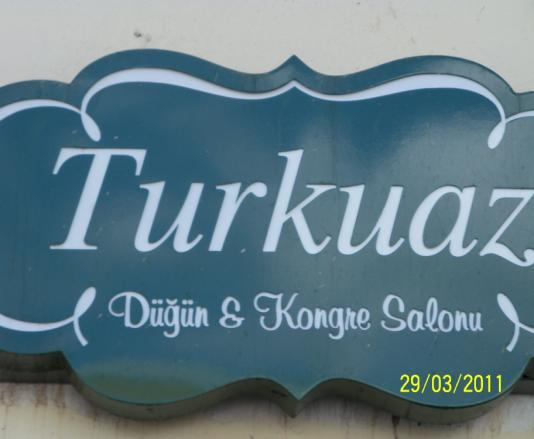 Turkuaz
Düğün & Kongre Salonu
29/03/2011